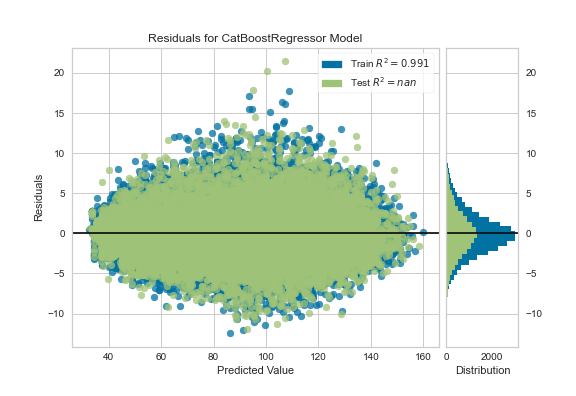 Residuals for CatBoostRegressor Model
Train R² = 0.991
Test R² = nan
Residuals
20
15
10
5
0
−5
−10
20
15
10
5
0
−5
−10
40 60 80 100 120 140 160
0 2000
Predicted Value
Distribution